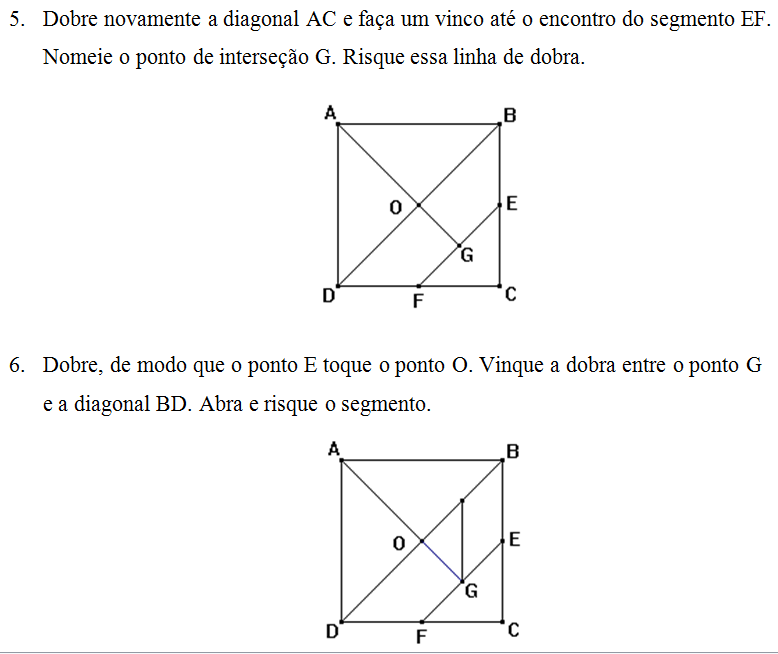 5. Dobre novamente a diagonal AC e faça um vinco até o encontro do segmento EF.
Nomeie o ponto de interseção G. Risque essa linha de dobra.
A B
O E
G
D F C
6. Dobre, de modo que o ponto E toque o ponto O. Vinque a dobra entre o ponto G
e a diagonal BD. Abra e risque o segmento.
A B
O E
G
D F C